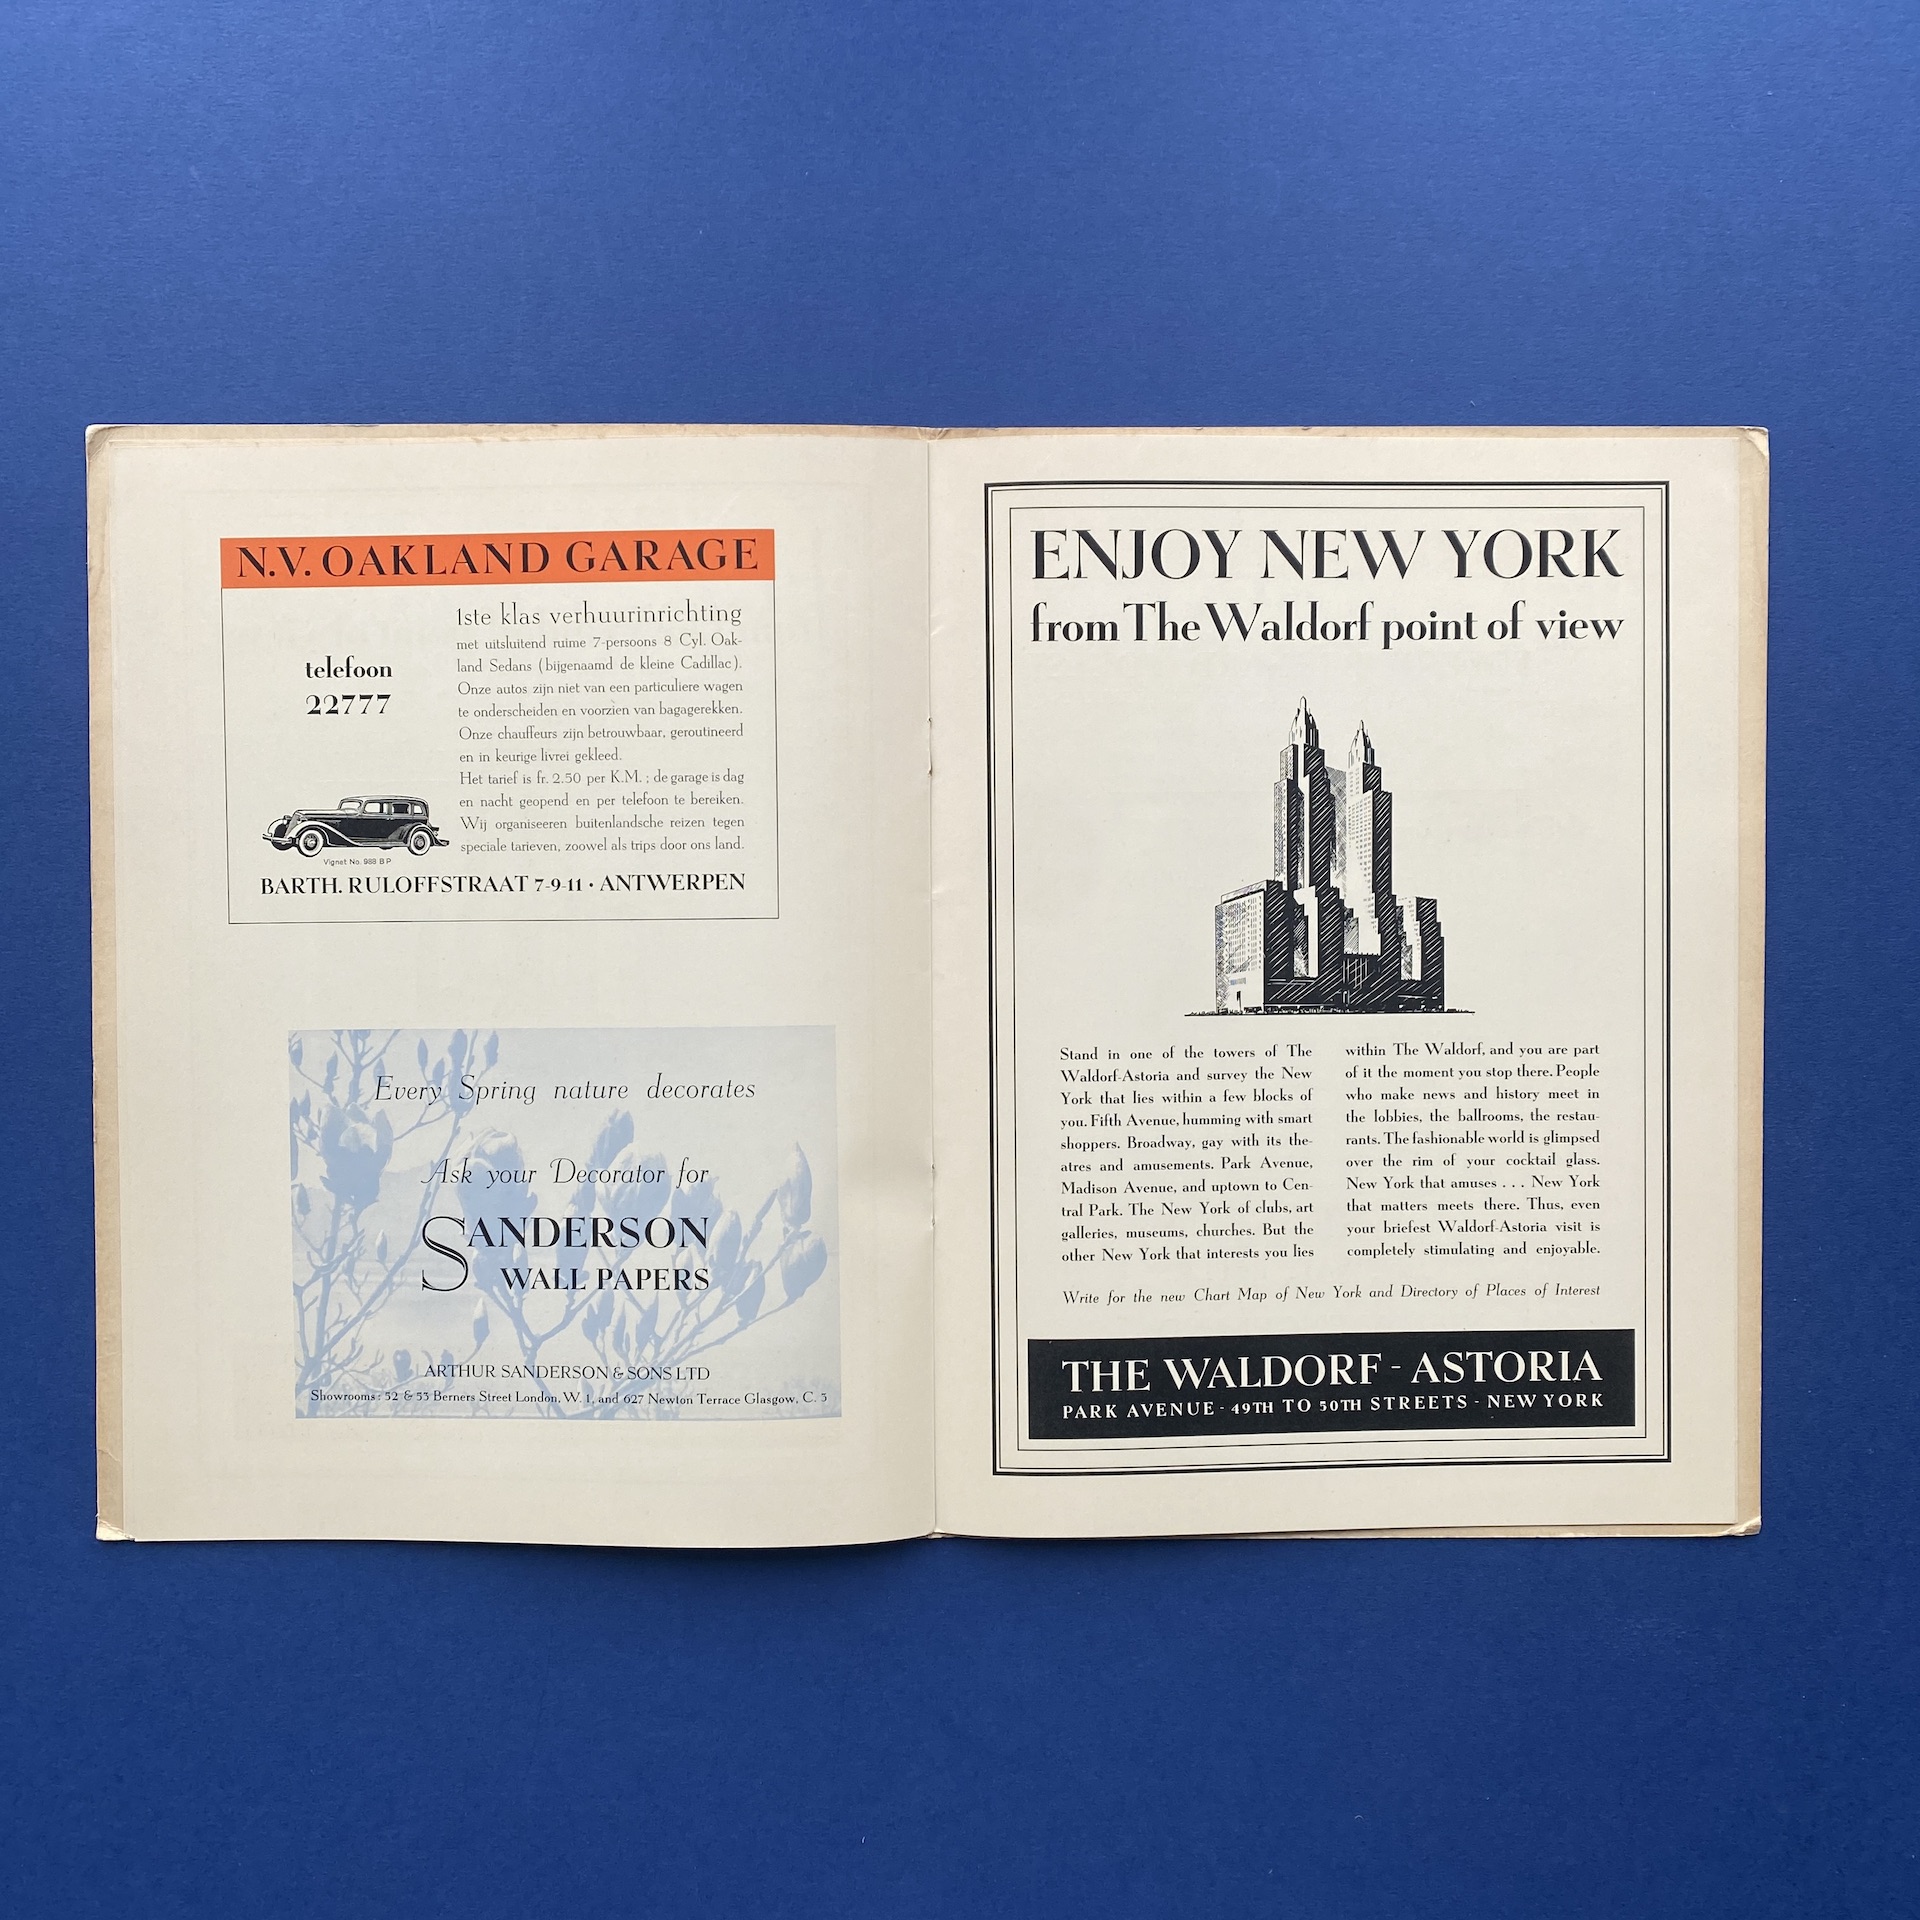 N.V. OAKLAND GARAGE
1ste klas verhuurinrichting
met uitsluitend ruime 7-persoons 8 Cyl. Oak-
land Sedans (bijgenaamd de kleine Cadillac).
Onze autos zijn niet van een particuliere wagen
te onderscheiden en voorzien van bagagerekken.
Onze chauffeurs zijn betrouwbaar, geroutineerd
en in keurige livrei gekleed.
Het tarief is fr. 2.50 per K.M. ; de garage is dag
en nacht geopend en per telefoon te bereiken.
Wij organiseeren buitenlandsche reizen tegen
speciale tarieven, zoowel als trips door ons land.
telefoon
22777
Vignet No. 988 B P
BARTH. RULOFFSTRAAT 7-9-11 • ANTWERPEN
Every Spring nature decorates
Ask your Decorator for
SANDERSON
WALL PAPERS
ARTHUR SANDERSON & SONS LTD
Showrooms : 52 & 53 Berners Street London, W. 1, and 627 Newton Terrace Glasgow, C. 3
ENJOY NEW YORK
from The Waldorf point of view
Stand in one of the towers of The
Waldorf-Astoria and survey the New
York that lies within a few blocks of
you. Fifth Avenue, humming with smart
shoppers. Broadway, gay with its the-
atres and amusements. Park Avenue,
Madison Avenue, and uptown to Cen-
tral Park. The New York of clubs, art
galleries, museums, churches. But the
other New York that interests you lies
within The Waldorf, and you are part
of it the moment you stop there. People
who make news and history meet in
the lobbies, the ballrooms, the restau-
rants. The fashionable world is glimpsed
over the rim of your cocktail glass.
New York that amuses . . . New York
that matters meets there. Thus, even
your briefest Waldorf-Astoria visit is
completely stimulating and enjoyable.
Write for the new Chart Map of New York and Directory of Places of Interest
THE WALDORF - ASTORIA
PARK AVENUE - 49TH TO 50TH STREETS - NEW YORK